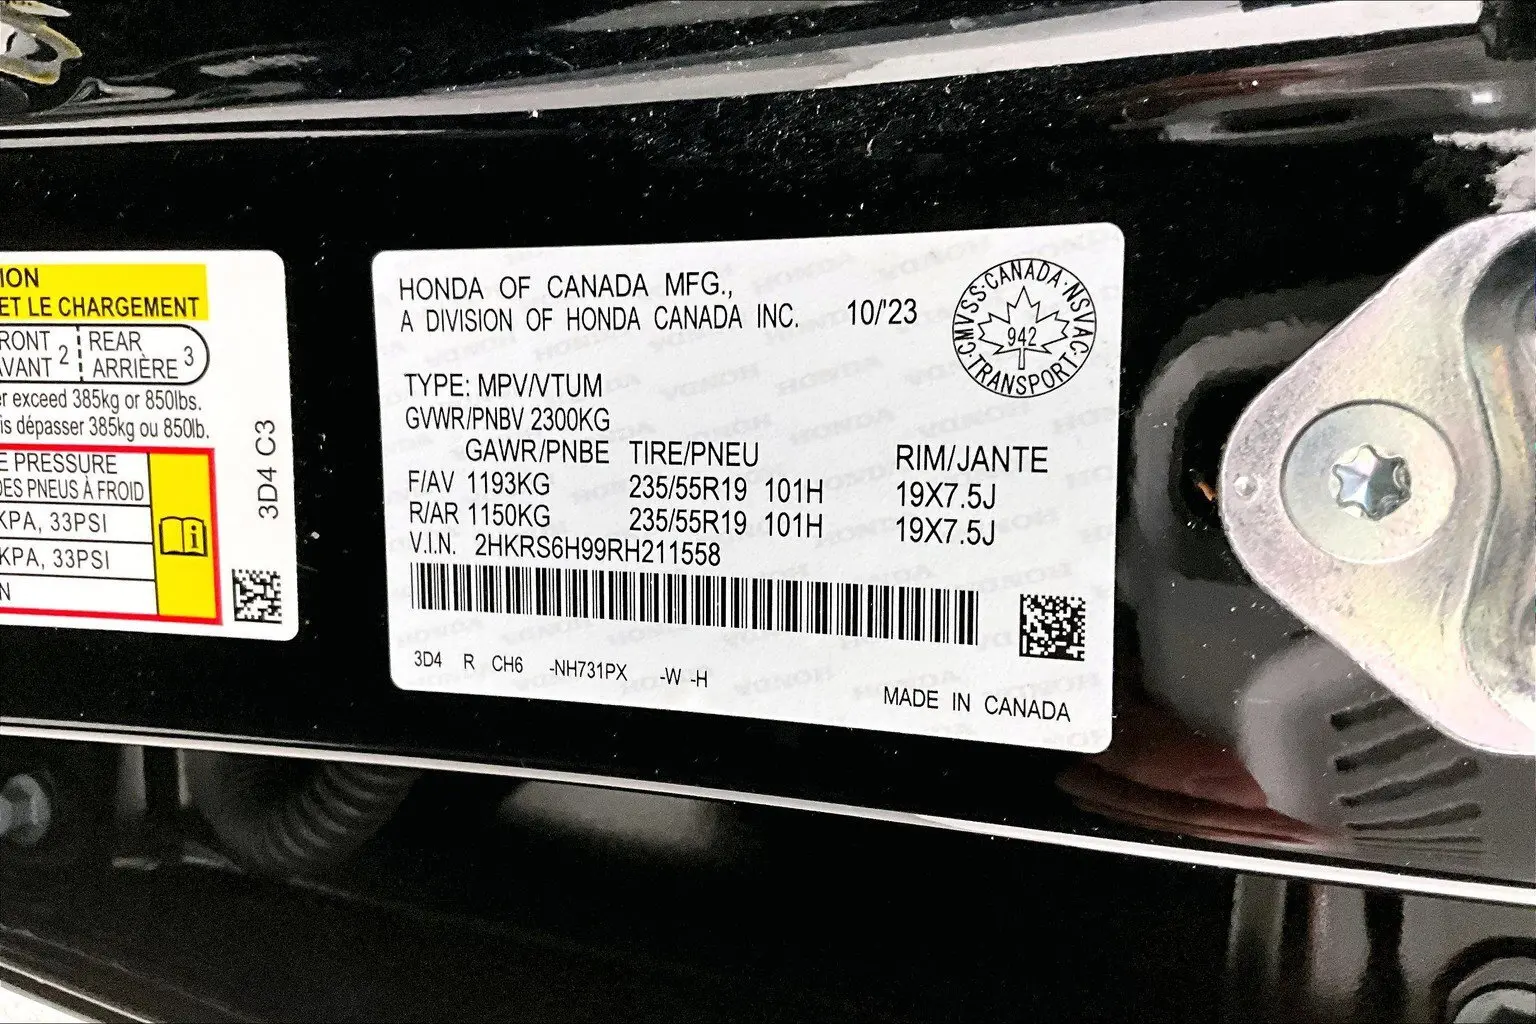 ION
ET LE CHARGEMENT
RONT
VANT 2
REAR
ARRIÈRE 3
er exceed 385kg or 850lbs.
is dépasser 385kg ou 850lb.
E PRESSURE
DES PNEUS À FROID
KPA, 33PSI
KPA, 33PSI
N
3D4 C3
HONDA OF CANADA MFG.,
A DIVISION OF HONDA CANADA INC. 10/'23
CMVSS·CANADA·NSVAC·TRANSPORT·
942
TYPE: MPV/VTUM
GVWR/PNBV 2300KG
GAWR/PNBE TIRE/PNEU RIM/JANTE
F/AV 1193KG 235/55R19 101H 19X7.5J
R/AR 1150KG 235/55R19 101H 19X7.5J
V.I.N. 2HKRS6H99RH211558
3D4 R CH6 -NH731PX -W -H
MADE IN CANADA